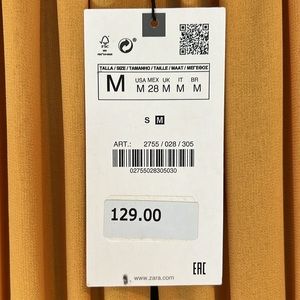 FSC
TALLA / SIZE / TAMANHO / TAILLE / MAAT / ΜΕΓΕΘΟΣ
M
USA MEX UK IT BR
M 28 M M M
S M
ART.: 2755 / 028 / 305
02755028305030
129.00
www.zara.com
EAC